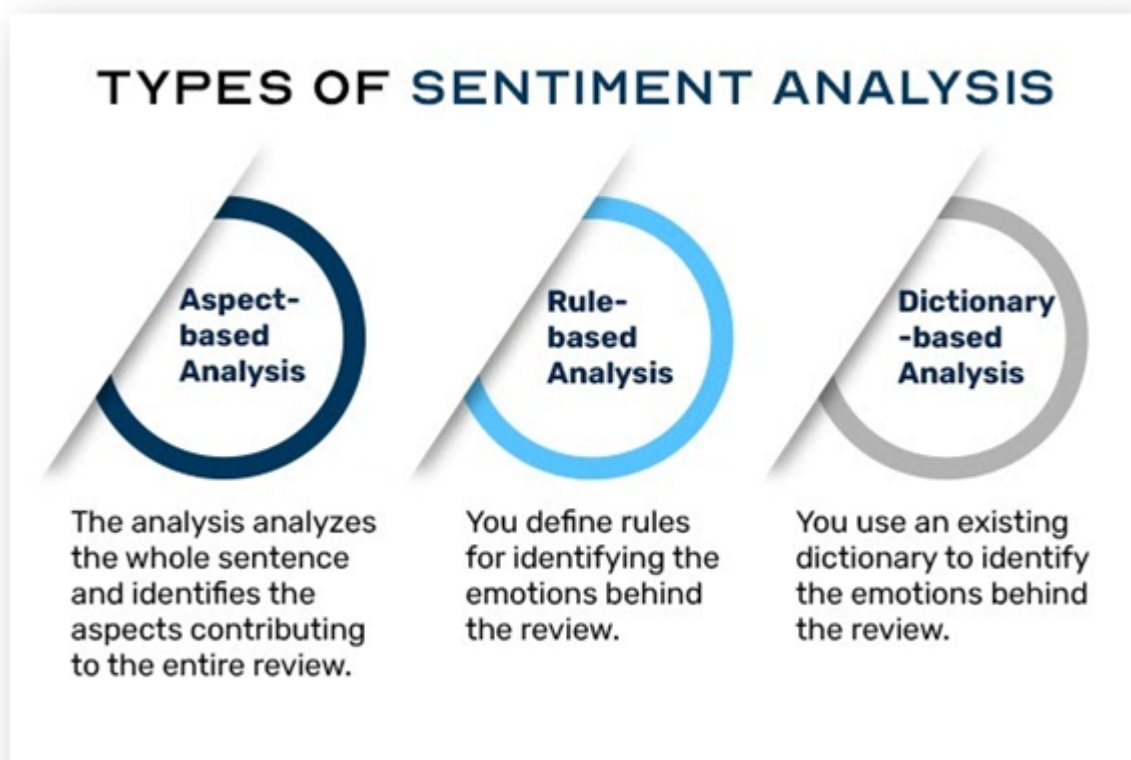 TYPES OF SENTIMENT ANALYSIS
Aspect-
based
Analysis
The analysis analyzes
the whole sentence
and identifies the
aspects contributing
to the entire review.
Rule-
based
Analysis
You define rules
for identifying the
emotions behind
the review.
Dictionary
-based
Analysis
You use an existing
dictionary to identify
the emotions behind
the review.